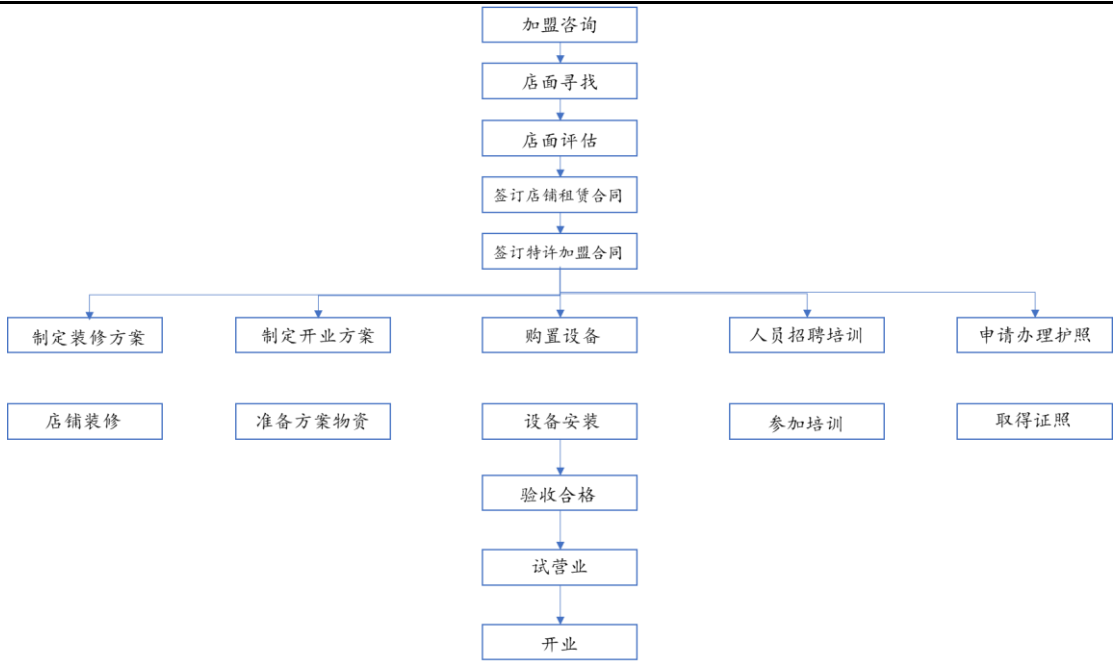 加盟咨询
店面寻找
店面评估
签订店铺租赁合同
签订特许加盟合同
制定装修方案
制定开业方案
购置设备
人员招聘培训
申请办理护照
店铺装修
准备方案物资
设备安装
参加培训
取得证照
验收合格
试营业
开业